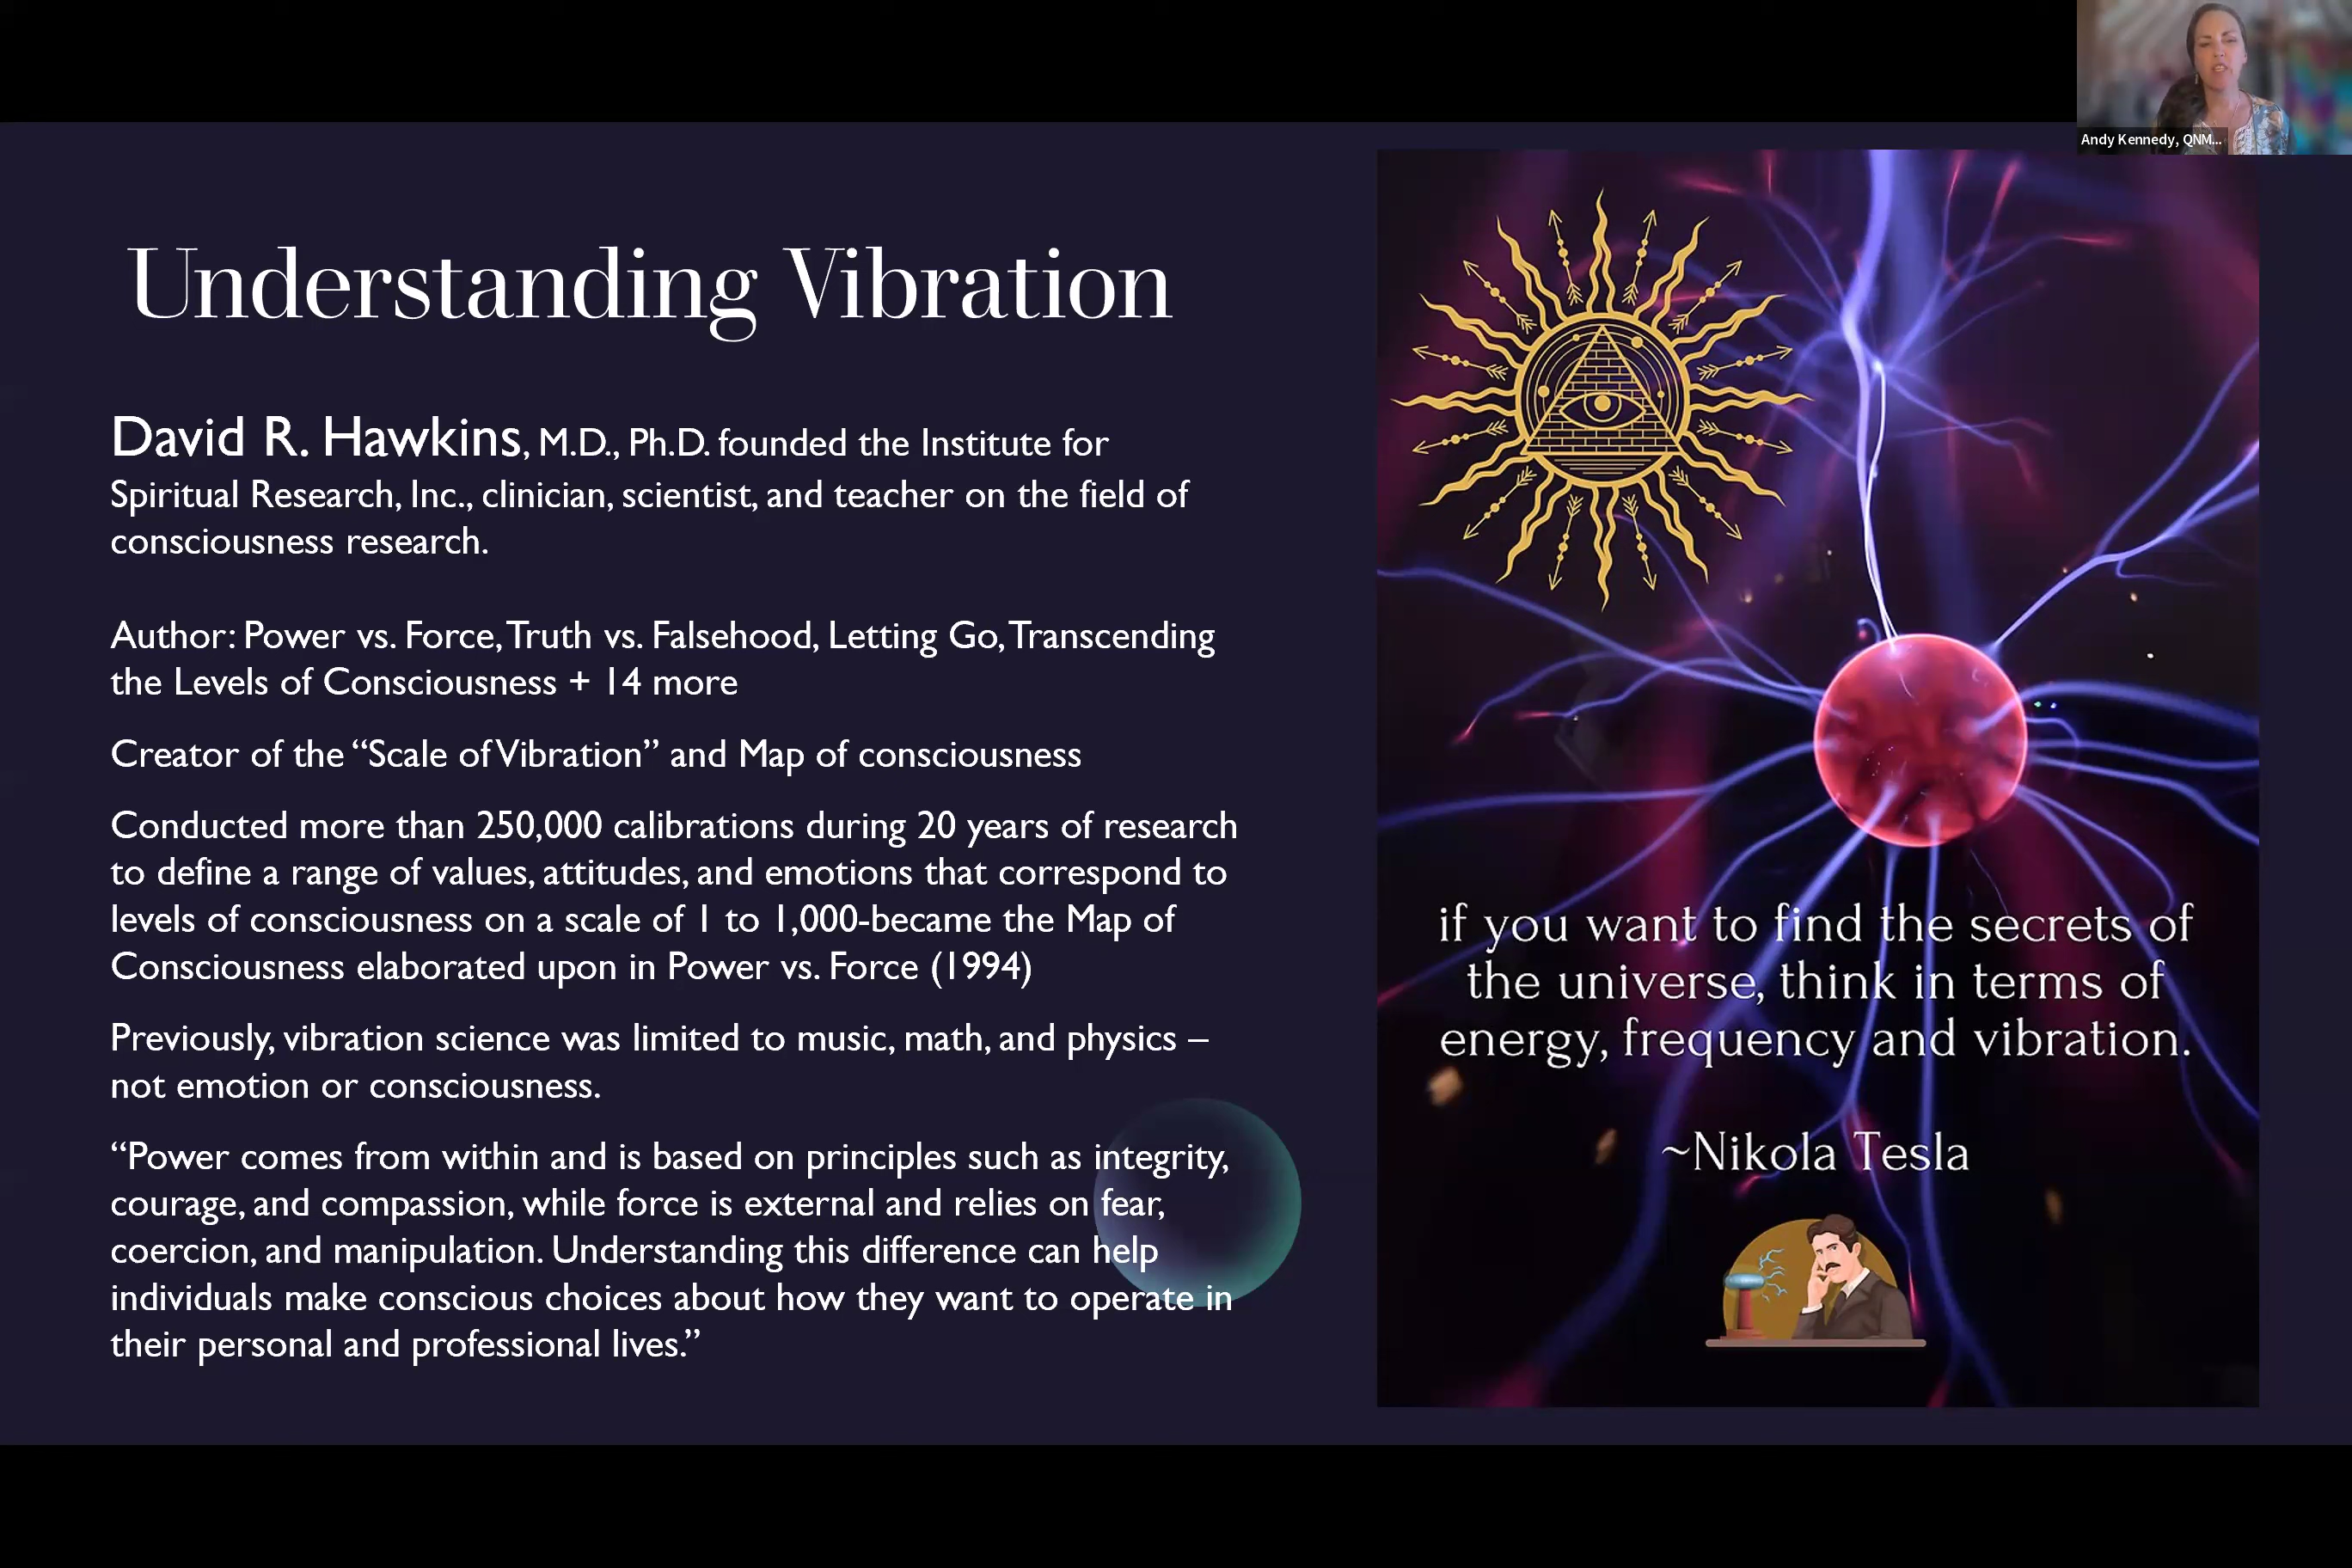 Andy Kennedy, QNM...
Understanding Vibration
David R. Hawkins, M.D., Ph.D. founded the Institute for
Spiritual Research, Inc., clinician, scientist, and teacher on the field of
consciousness research.
Author: Power vs. Force, Truth vs. Falsehood, Letting Go, Transcending
the Levels of Consciousness + 14 more
Creator of the “Scale of Vibration” and Map of consciousness
Conducted more than 250,000 calibrations during 20 years of research
to define a range of values, attitudes, and emotions that correspond to
levels of consciousness on a scale of 1 to 1,000-became the Map of
Consciousness elaborated upon in Power vs. Force (1994)
Previously, vibration science was limited to music, math, and physics –
not emotion or consciousness.
“Power comes from within and is based on principles such as integrity,
courage, and compassion, while force is external and relies on fear,
coercion, and manipulation. Understanding this difference can help
individuals make conscious choices about how they want to operate in
their personal and professional lives.”
if you want to find the secrets of
the universe, think in terms of
energy, frequency and vibration.
~Nikola Tesla